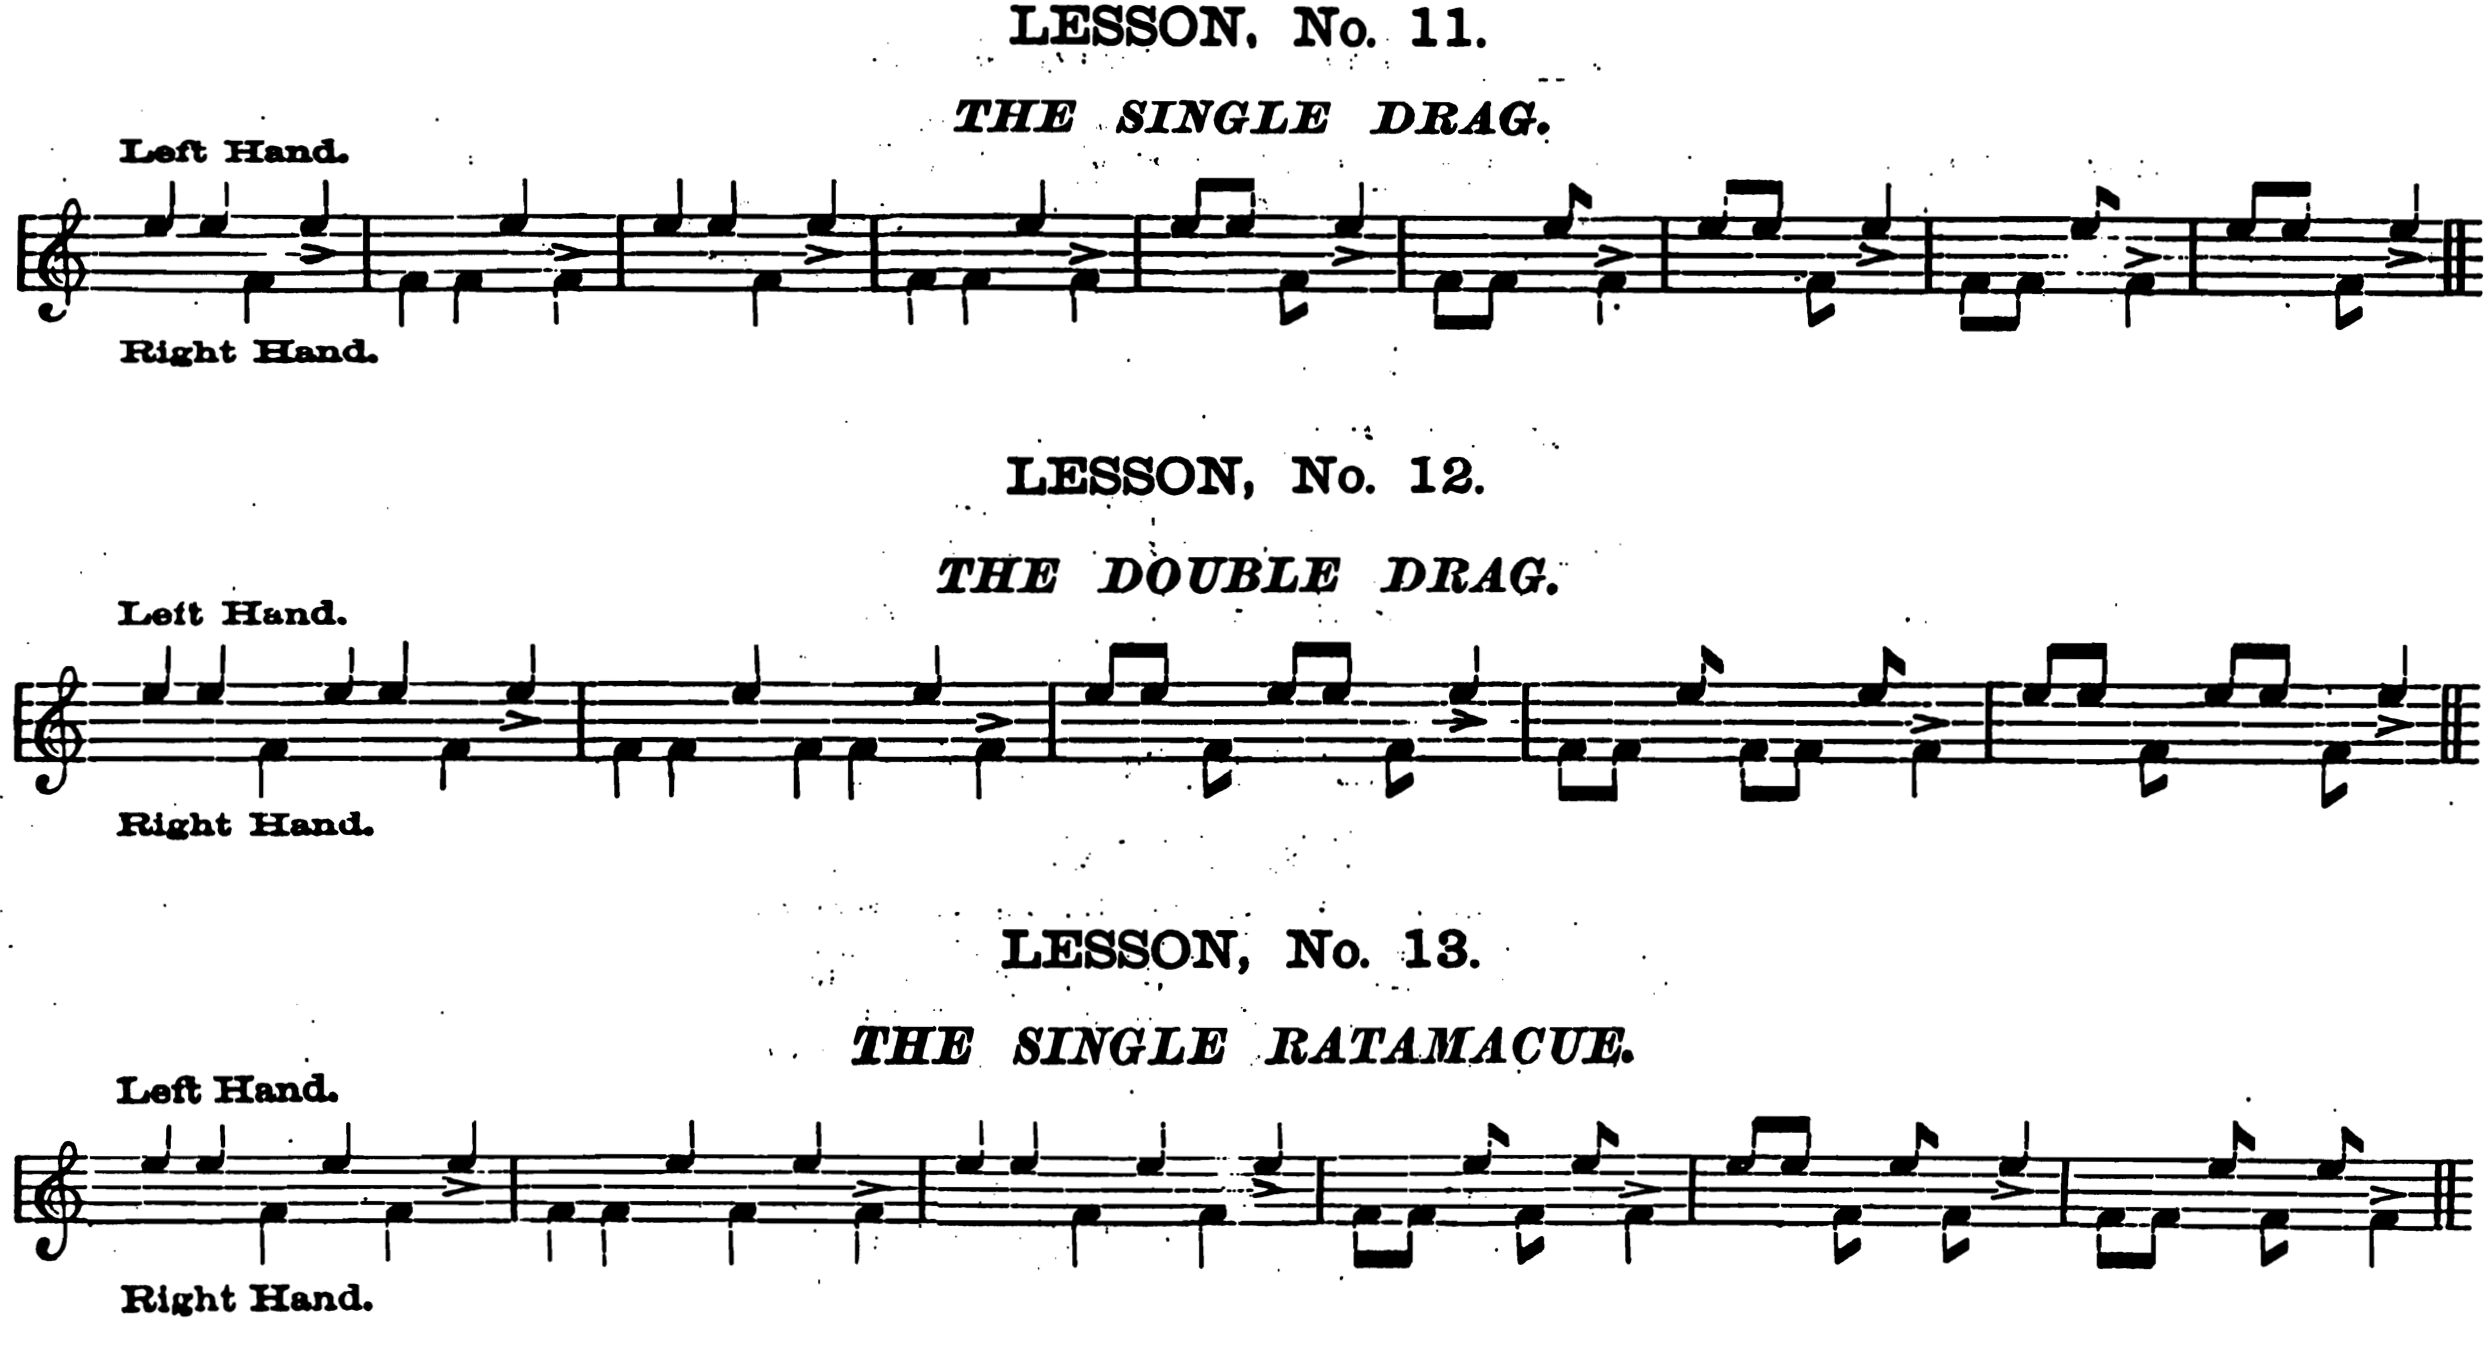 LESSON, No. 11.
THE SINGLE DRAG.
Left Hand.
Right Hand.
LESSON, No. 12.
THE DOUBLE DRAG.
Left Hand.
Right Hand.
LESSON, No. 13.
THE SINGLE RATAMACUE.
Left Hand.
Right Hand.